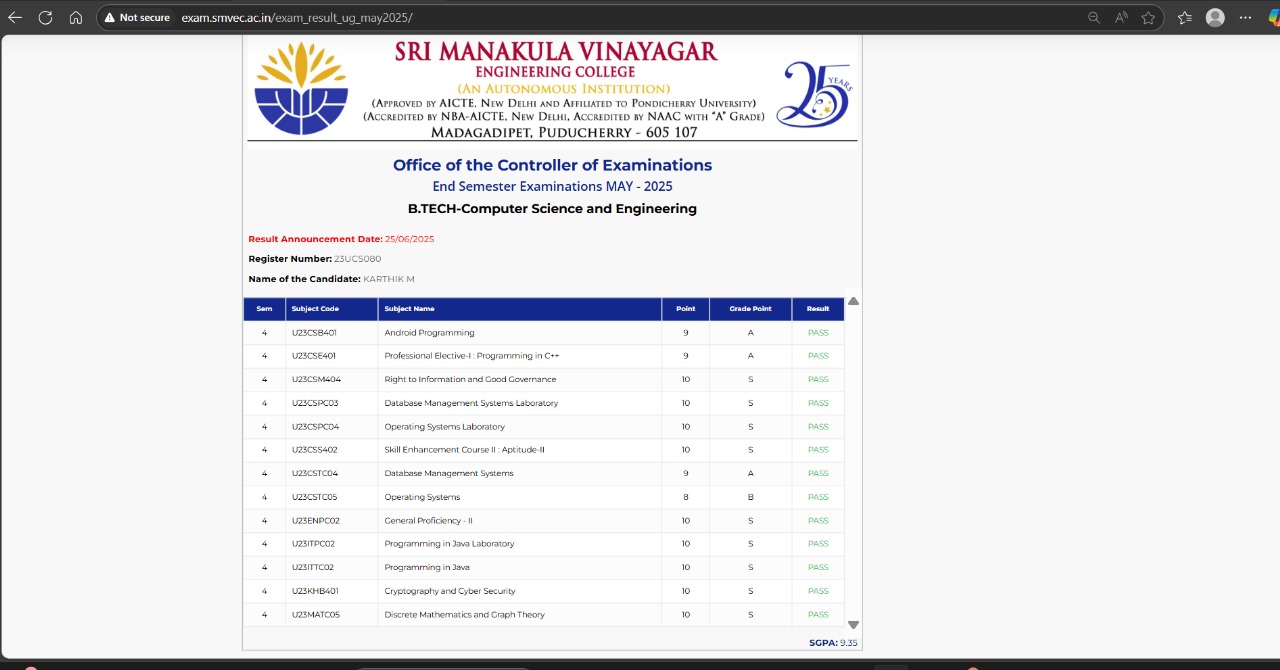 Not secure exam.smvec.ac.in/exam_result_ug_may2025/
SRI MANAKULA VINAYAGAR
ENGINEERING COLLEGE
(AN AUTONOMOUS INSTITUTION)
(APPROVED BY AICTE, NEW DELHI AND AFFILIATED TO PONDICHERRY UNIVERSITY)
(ACCREDITED BY NBA-AICTE, NEW DELHI, ACCREDITED BY NAAC WITH "A" GRADE)
MADAGADIPET, PUDUCHERRY - 605 107
25 YEARS
Office of the Controller of Examinations
End Semester Examinations MAY - 2025
B.TECH-Computer Science and Engineering
Result Announcement Date: 25/06/2025
Register Number: 23UCS080
Name of the Candidate: KARTHIK M
Sem Subject Code Subject Name Point Grade Point Result
4 U23CSB401 Android Programming 9 A PASS
4 U23CSE401 Professional Elective-I : Programming in C++ 9 A PASS
4 U23CSM404 Right to Information and Good Governance 10 S PASS
4 U23CSPC03 Database Management Systems Laboratory 10 S PASS
4 U23CSPC04 Operating Systems Laboratory 10 S PASS
4 U23CSS402 Skill Enhancement Course II : Aptitude-II 10 S PASS
4 U23CSTC04 Database Management Systems 9 A PASS
4 U23CSTC05 Operating Systems 8 B PASS
4 U23ENPC02 General Proficiency - II 10 S PASS
4 U23ITPC02 Programming in Java Laboratory 10 S PASS
4 U23ITTC02 Programming in Java 10 S PASS
4 U23KHB401 Cryptography and Cyber Security 10 S PASS
4 U23MATC05 Discrete Mathematics and Graph Theory 10 S PASS
SGPA: 9.35